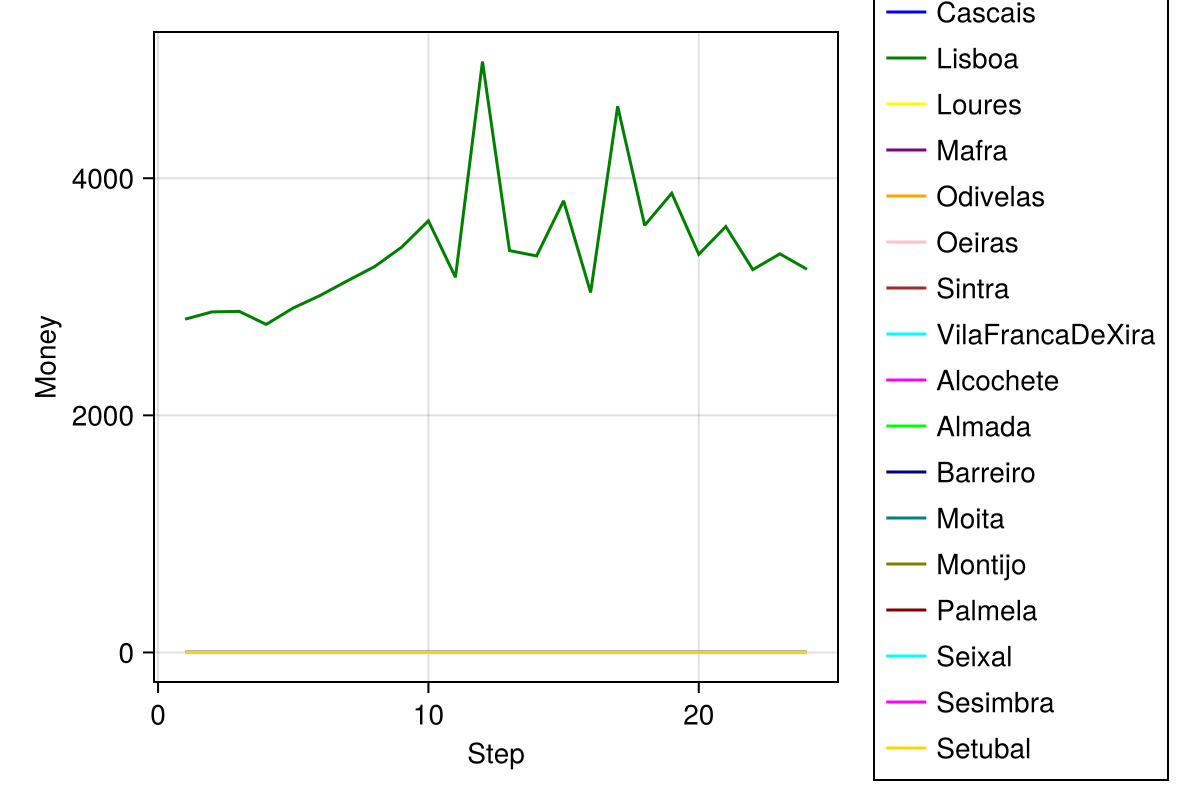 Cascais
Lisboa
Loures
Mafra
Odivelas
Oeiras
Sintra
VilaFrancaDeXira
Alcochete
Almada
Barreiro
Moita
Montijo
Palmela
Seixal
Sesimbra
Setubal
Money
4000
2000
0
0 10 20
Step